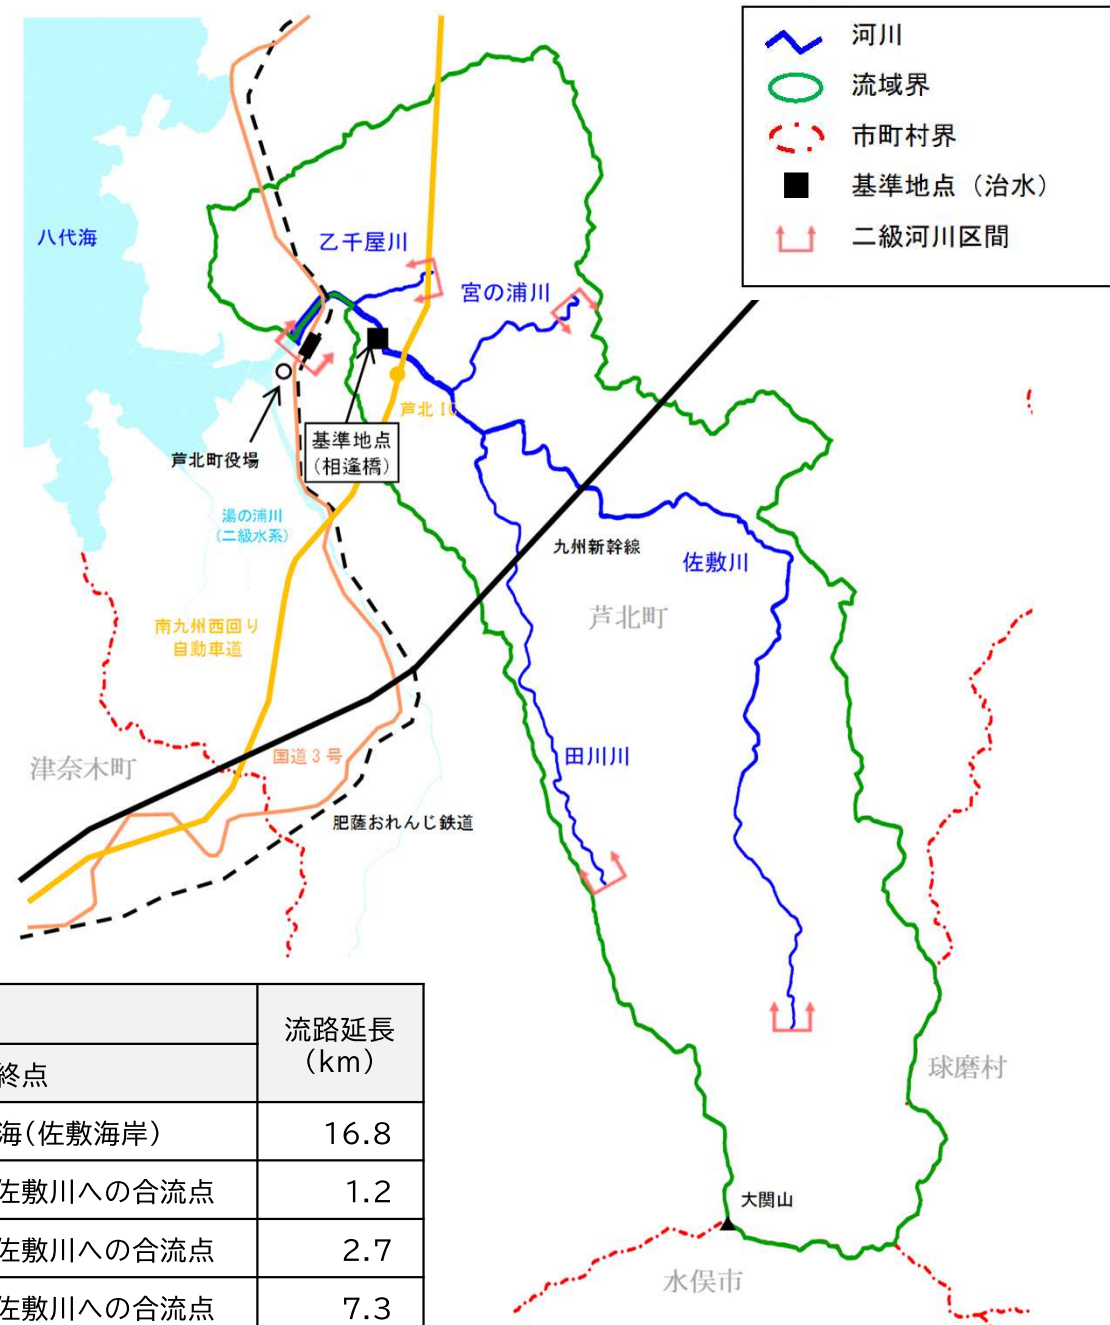 河川
流域界
市町村界
基準地点（治水）
二級河川区間
八代海
乙千屋川
宮の浦川
芦北IC
基準地点
（相逢橋）
芦北町役場
湯の浦川
（二級水系）
九州新幹線
佐敷川
芦北町
南九州西回り
自動車道
田川川
津奈木町
国道3号
肥薩おれんじ鉄道
球磨村
大関山
水俣市
流路延長
(km)
終点
海(佐敷海岸)
16.8
佐敷川への合流点
1.2
佐敷川への合流点
2.7
佐敷川への合流点
7.3